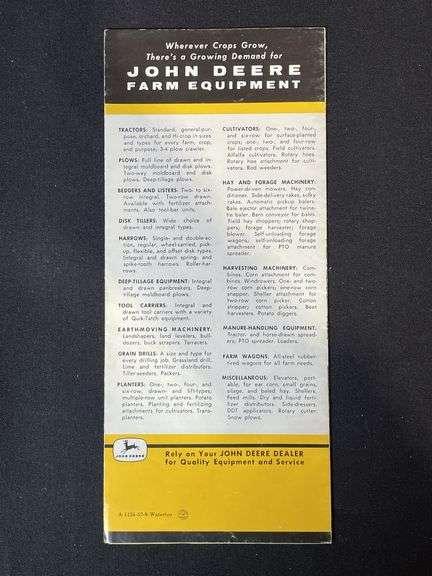 Wherever Crops Grow,
There's a Growing Demand for
JOHN DEERE
FARM EQUIPMENT
TRACTORS: Standard, general-pur-
pose, orchard, and Hi-crop in sizes
and types for every farm, crop,
and purpose, 3-4 plow crawler.
PLOWS: Full line of drawn and in-
tegral moldboard and disk plows.
Two-way moldboard and disk
plows. Deep-tillage plows.
BEDDERS AND LISTERS: Two- to six-
row integral. Two-row drawn.
Available with fertilizer attach-
ments. Also tool-bar units.
DISK TILLERS: Wide choice of
drawn and integral types.
HARROWS: Single- and double-ac-
tion, regular, wheel-carried, pick-
up, flexible, and offset disk types.
Integral and drawn spring- and
spike-tooth harrows. Roller-har-
rows.
DEEP-TILLAGE EQUIPMENT: Integral
and drawn panbreakers. Deep-
tillage moldboard plows.
TOOL CARRIERS: Integral and
drawn tool carriers with a variety
of Quik-Tatch equipment.
EARTHMOVING MACHINERY:
Landshapers, land levelers, bull-
dozers, buck scrapers. Terracers.
GRAIN DRILLS: A size and type for
every drilling job. Grassland drill.
Lime and fertilizer distributors.
Tiller-seeders. Packers.
PLANTERS: One-, two-, four-, and
six-row, drawn- and lift-types,
multiple-row unit planters. Potato
planters. Planting and fertilizing
attachments for cultivators. Trans-
planters.
CULTIVATORS: One-, two-, four-,
and six-row for surface-planted
crops; one-, two-, and four-row
for listed crops. Field cultivators.
Alfalfa cultivators. Rotary hoes.
Rotary hoe attachment for culti-
vators. Rod weeders.
HAY AND FORAGE MACHINERY:
Power-driven mowers. Hay con-
ditioner. Side-delivery rakes, sulky
rakes. Automatic pickup balers.
Bale ejector attachment for twine-
tie baler. Barn conveyor for bales.
Field hay choppers; rotary chop-
pers; forage harvester; forage
blower. Self-unloading forage
wagons; self-unloading forage
attachment for PTO manure
spreader.
HARVESTING MACHINERY: Com-
bines. Corn attachment for com-
bines. Windrowers. One- and two-
row corn pickers; one-row corn
snapper. Sheller attachment for
two-row corn picker. Cotton
stripper; cotton pickers. Beet
harvesters. Potato diggers.
MANURE-HANDLING EQUIPMENT:
Tractor- and horse-drawn spread-
ers; PTO spreader. Loaders.
FARM WAGONS: All-steel rubber-
tired wagons for all farm needs.
MISCELLANEOUS: Elevators, port-
able, for ear corn, small grains,
silage, and baled hay. Shellers.
Feed mills. Dry and liquid fertil-
izer distributors. Side-dressers.
DDT applicators. Rotary cutter.
Snow plows.
JOHN DEERE
Rely on Your JOHN DEERE DEALER
for Quality Equipment and Service